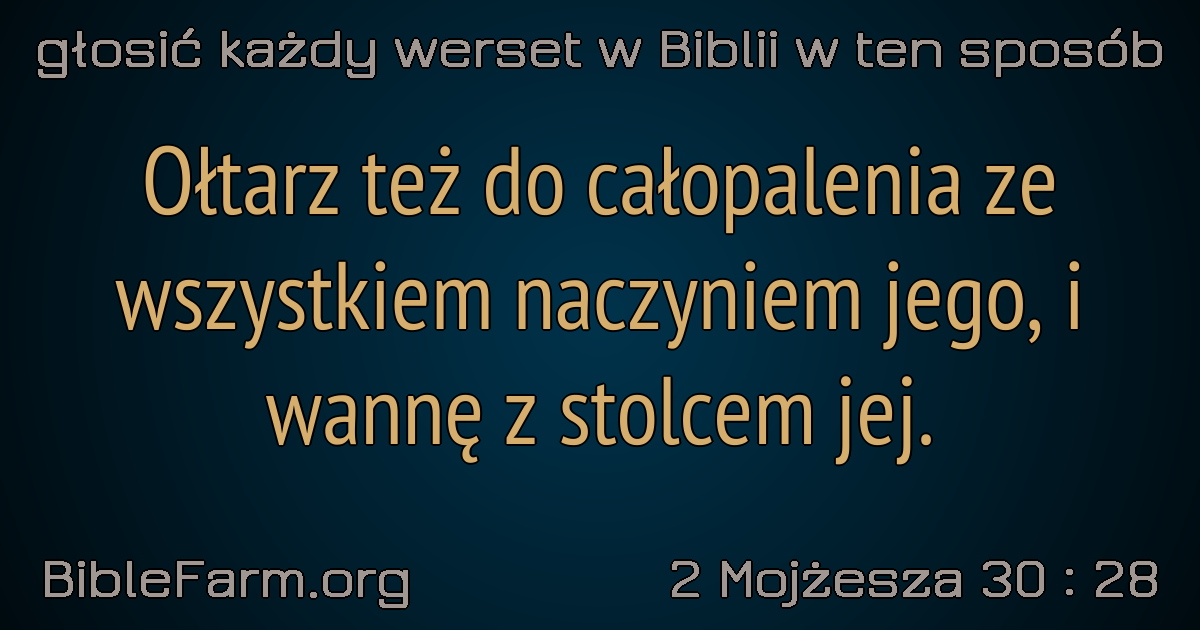 głosić każdy werset w Biblii w ten sposób
Ołtarz też do całopalenia ze
wszystkiem naczyniem jego, i
wannę z stolcem jej.
BibleFarm.org
2 Mojżesza 30 : 28